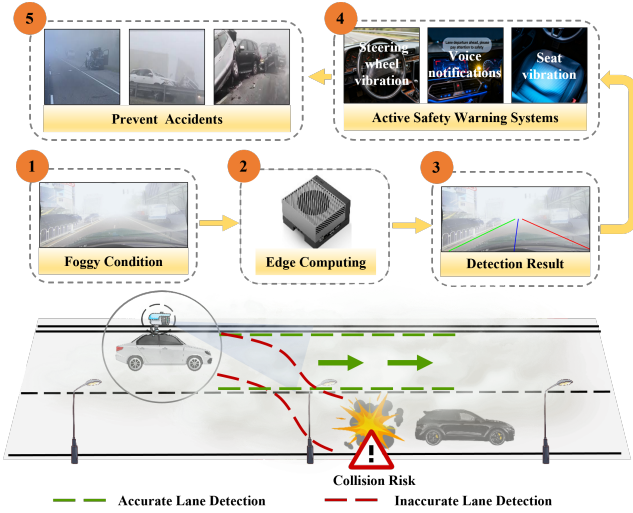 5
4
Steering
wheel
vibration
Voice
notifications
Seat
vibration
Prevent Accidents
Active Safety Warning Systems
1
2
3
Foggy Condition
Edge Computing
Detection Result
!
Collision Risk
Accurate Lane Detection
Inaccurate Lane Detection